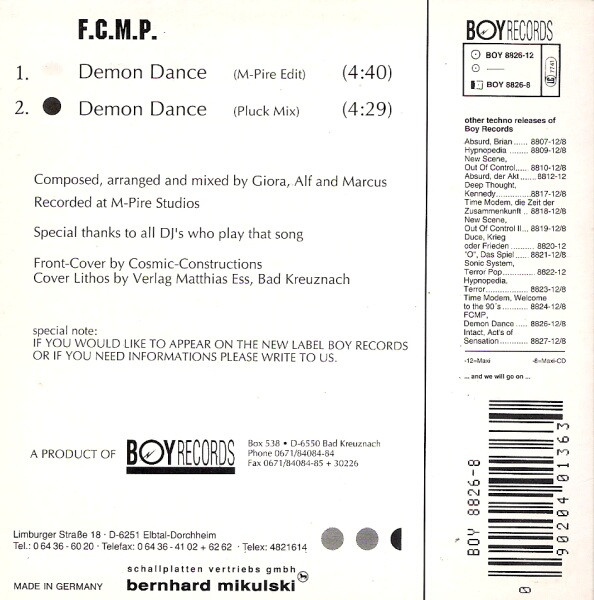 F.C.M.P.
1. Demon Dance (M-Pire Edit) (4:40)
2. Demon Dance (Pluck Mix) (4:29)
Composed, arranged and mixed by Giora, Alf and Marcus
Recorded at M-Pire Studios
Special thanks to all DJ's who play that song
Front-Cover by Cosmic-Constructions
Cover Lithos by Verlag Matthias Ess, Bad Kreuznach
special note:
IF YOU WOULD LIKE TO APPEAR ON THE NEW LABEL BOY RECORDS
OR IF YOU NEED INFORMATIONS PLEASE WRITE TO US.
A PRODUCT OF BOY RECORDS
Box 538 • D-6550 Bad Kreuznach
Phone 0671/84084-84
Fax 0671/84084-85 + 30226
Limburger Straße 18 · D-6251 Elbtal-Dorchheim
Tel.: 0 64 36 - 60 20 · Telefax: 0 64 36 - 41 02 + 62 62 · Telex: 4821614
schallplatten vertriebs gmbh
MADE IN GERMANY bernhard mikulski
BOY RECORDS
BOY 8826-12
BOY 8826-8
LC 7741
other techno releases of
Boy Records
Absurd, Brian ..... 8807-12/8
Hypnopedia ........ 8809-12/8
New Scene,
Out Of Control..... 8810-12/8
Absurd, der Akt ...... 8812-12
Deep Thought,
Kennedy............8817-12/8
Time Modem, die Zeit der
Zusammenkunft .. 8818-12/8
New Scene,
Out Of Control II... 8819-12/8
Duce, Krieg
oder Frieden ......... 8820-12
"O", Das Spiel...... 8821-12/8
Sonic System,
Terror Pop............ 8822-12
Hypnopedia,
Terror............... 8823-12/8
Time Modem, Welcome
to the 90´s ......... 8824-12/8
FCMP,
Demon Dance ..... 8826-12/8
Intact, Act's of
Sensation............ 8827-12/8
-12=Maxi -8=Maxi-CD
... and we will go on ...
BOY 8826-8
90204 01363